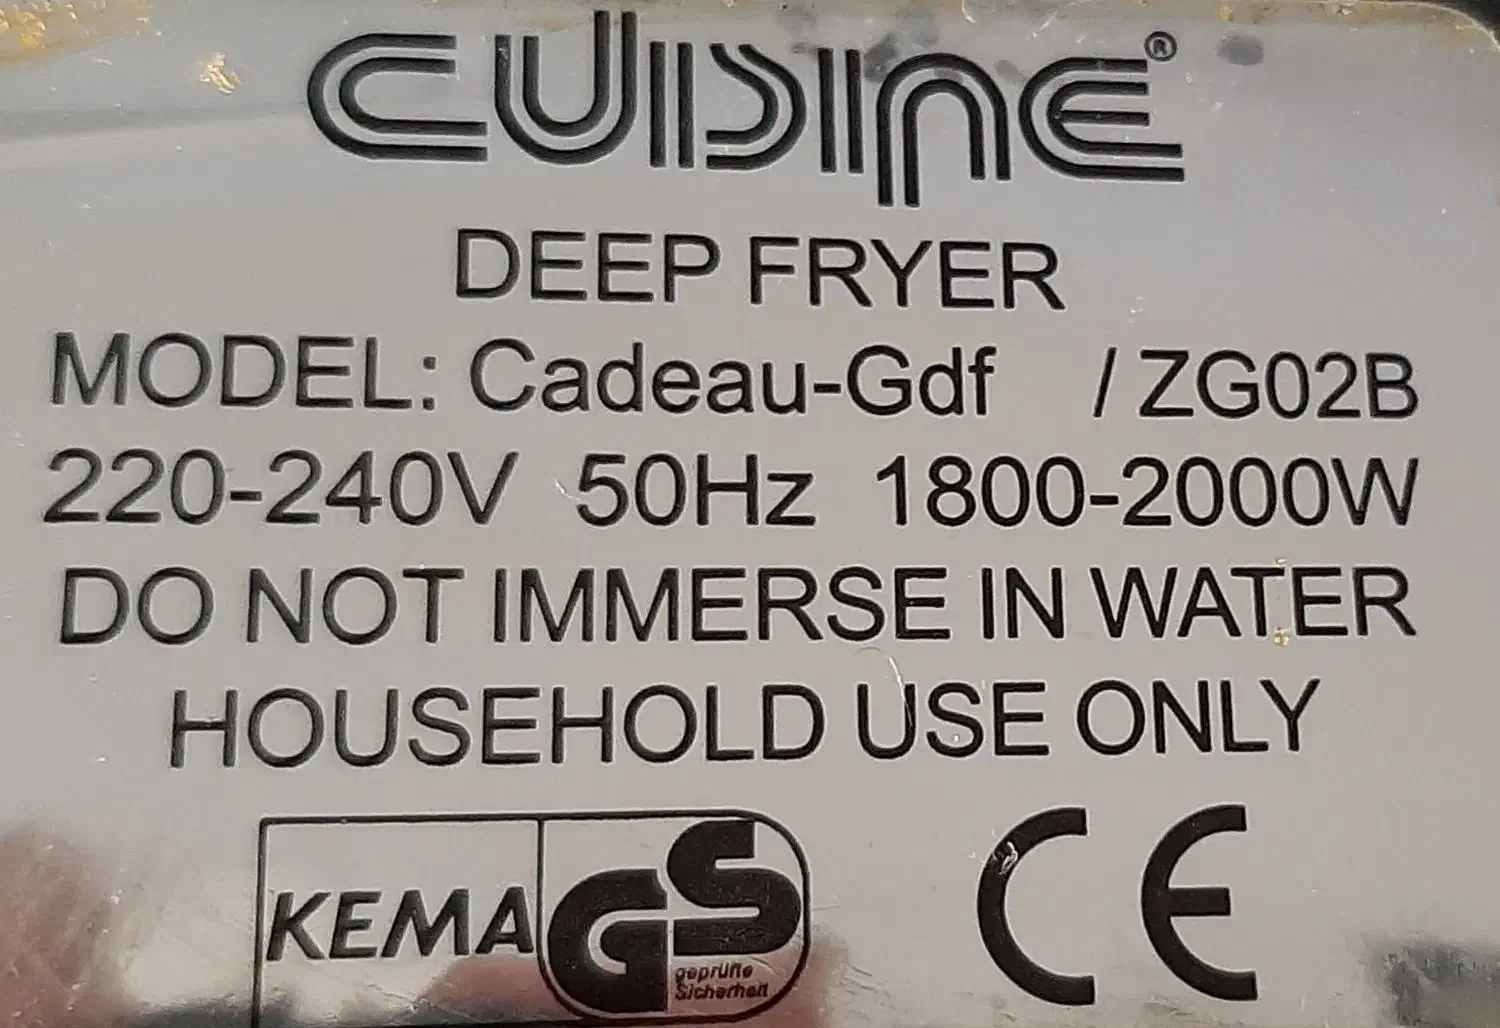 CUISINE®
DEEP FRYER
MODEL: Cadeau-Gdf / ZG02B
220-240V 50Hz 1800-2000W
DO NOT IMMERSE IN WATER
HOUSEHOLD USE ONLY
KEMA GS CE
geprüfte
Sicherheit